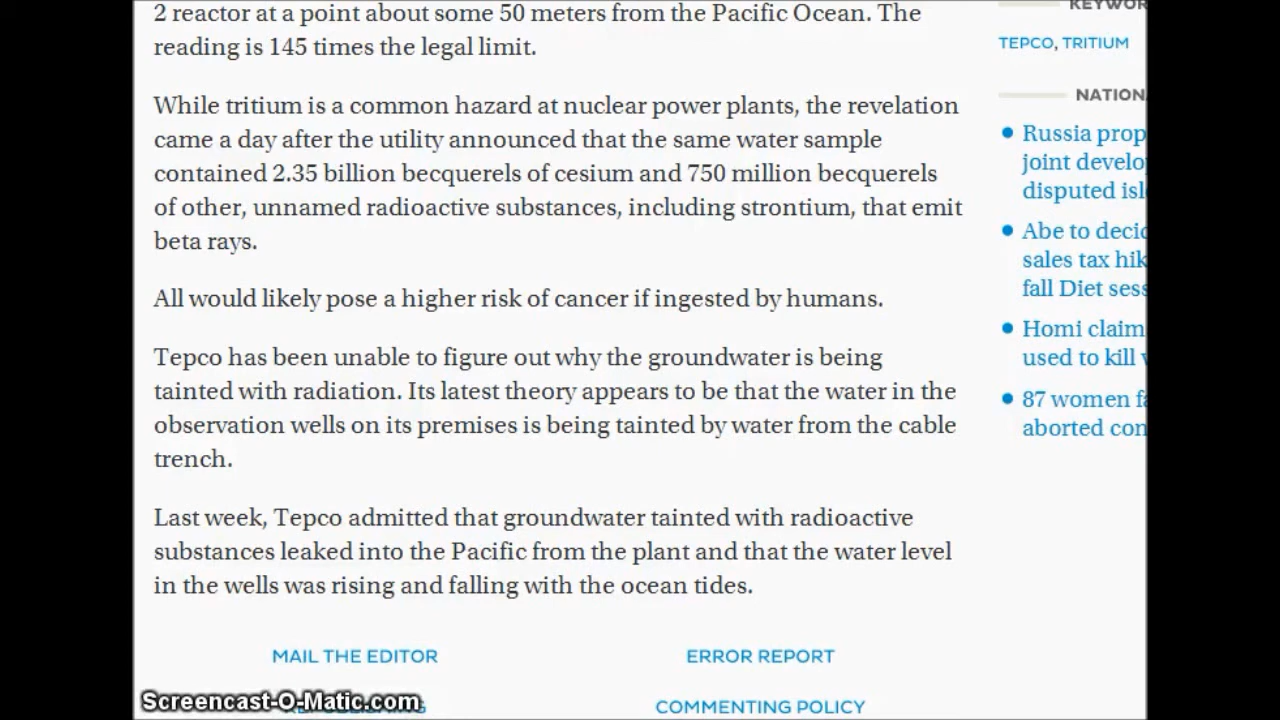 2 reactor at a point about some 50 meters from the Pacific Ocean. The
reading is 145 times the legal limit.
While tritium is a common hazard at nuclear power plants, the revelation
came a day after the utility announced that the same water sample
contained 2.35 billion becquerels of cesium and 750 million becquerels
of other, unnamed radioactive substances, including strontium, that emit
beta rays.
All would likely pose a higher risk of cancer if ingested by humans.
Tepco has been unable to figure out why the groundwater is being
tainted with radiation. Its latest theory appears to be that the water in the
observation wells on its premises is being tainted by water from the cable
trench.
Last week, Tepco admitted that groundwater tainted with radioactive
substances leaked into the Pacific from the plant and that the water level
in the wells was rising and falling with the ocean tides.
MAIL THE EDITOR
ERROR REPORT
COMMENTING POLICY
KEYWOR
TEPCO, TRITIUM
NATION
Russia prop
joint develo
disputed isl
Abe to decid
sales tax hik
fall Diet sess
Homi claim
used to kill
87 women fa
aborted con
Screencast-O-Matic.com